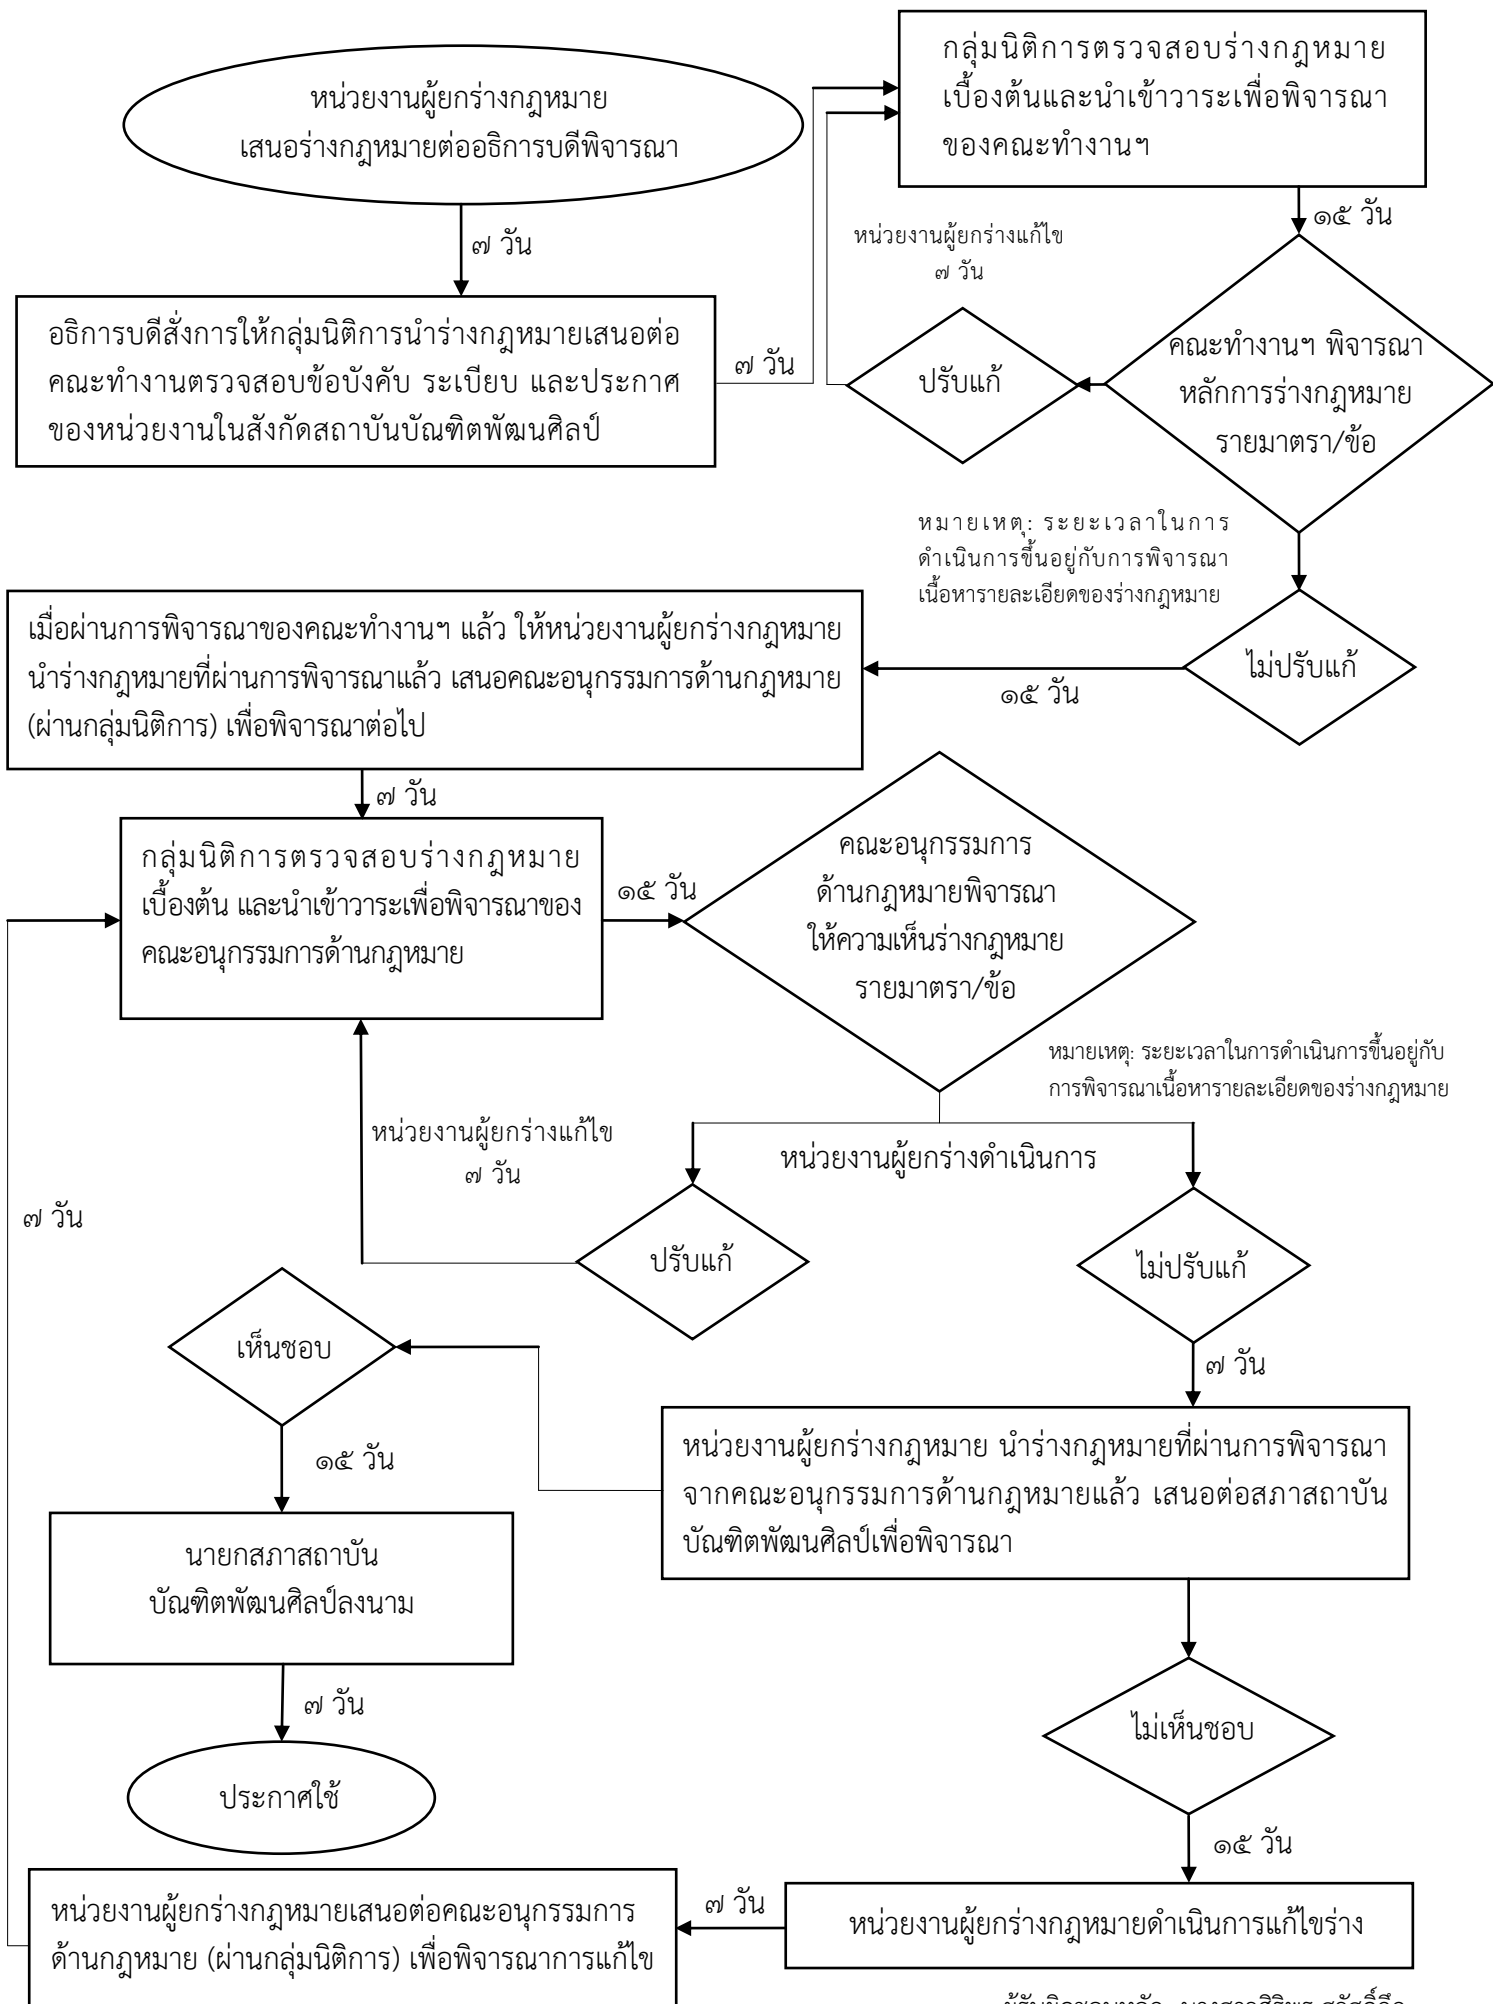 หน่วยงานผู้ยกร่างกฎหมาย
เสนอร่างกฎหมายต่ออธิการบดีพิจารณา
๗ วัน
อธิการบดีสั่งการให้กลุ่มนิติการนำร่างกฎหมายเสนอต่อ
คณะทำงานตรวจสอบข้อบังคับ ระเบียบ และประกาศ
ของหน่วยงานในสังกัดสถาบันบัณฑิตพัฒนศิลป์
๗ วัน
กลุ่มนิติการตรวจสอบร่างกฎหมาย
เบื้องต้นและนำเข้าวาระเพื่อพิจารณา
ของคณะทำงานฯ
๑๕ วัน
หน่วยงานผู้ยกร่างแก้ไข
๗ วัน
ปรับแก้
คณะทำงานฯ พิจารณา
หลักการร่างกฎหมาย
รายมาตรา/ข้อ
หมายเหตุ: ระยะเวลาในการ
ดำเนินการขึ้นอยู่กับการพิจารณา
เนื้อหารายละเอียดของร่างกฎหมาย
ไม่ปรับแก้
๑๕ วัน
เมื่อผ่านการพิจารณาของคณะทำงานฯ แล้ว ให้หน่วยงานผู้ยกร่างกฎหมาย
นำร่างกฎหมายที่ผ่านการพิจารณาแล้ว เสนอคณะอนุกรรมการด้านกฎหมาย
(ผ่านกลุ่มนิติการ) เพื่อพิจารณาต่อไป
๗ วัน
กลุ่มนิติการตรวจสอบร่างกฎหมาย
เบื้องต้น และนำเข้าวาระเพื่อพิจารณาของ
คณะอนุกรรมการด้านกฎหมาย
๑๕ วัน
คณะอนุกรรมการ
ด้านกฎหมายพิจารณา
ให้ความเห็นร่างกฎหมาย
รายมาตรา/ข้อ
หมายเหตุ: ระยะเวลาในการดำเนินการขึ้นอยู่กับ
การพิจารณาเนื้อหารายละเอียดของร่างกฎหมาย
หน่วยงานผู้ยกร่างแก้ไข
๗ วัน
หน่วยงานผู้ยกร่างดำเนินการ
๗ วัน
ปรับแก้
ไม่ปรับแก้
๗ วัน
เห็นชอบ
๑๕ วัน
หน่วยงานผู้ยกร่างกฎหมาย นำร่างกฎหมายที่ผ่านการพิจารณา
จากคณะอนุกรรมการด้านกฎหมายแล้ว เสนอต่อสภาสถาบัน
บัณฑิตพัฒนศิลป์เพื่อพิจารณา
นายกสภาสถาบัน
บัณฑิตพัฒนศิลป์ลงนาม
๗ วัน
ไม่เห็นชอบ
ประกาศใช้
๑๕ วัน
หน่วยงานผู้ยกร่างกฎหมายดำเนินการแก้ไขร่าง
๗ วัน
หน่วยงานผู้ยกร่างกฎหมายเสนอต่อคณะอนุกรรมการ
ด้านกฎหมาย (ผ่านกลุ่มนิติการ) เพื่อพิจารณาการแก้ไข